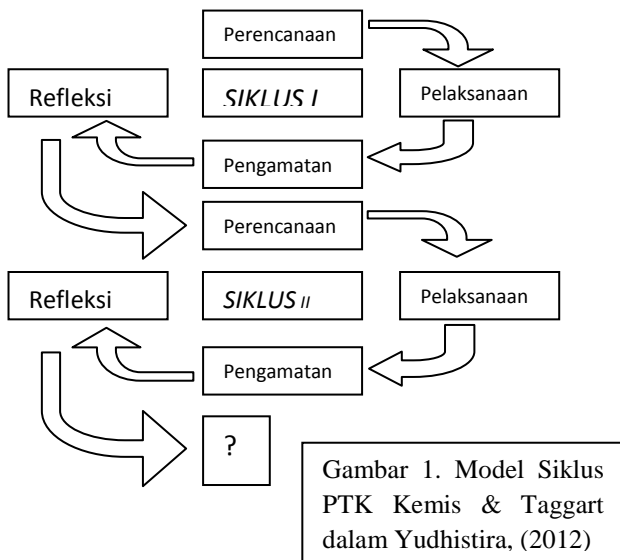 Perencanaan
Refleksi
SIKLUS I
Pelaksanaan
Pengamatan
Perencanaan
Refleksi
SIKLUS II
Pelaksanaan
Pengamatan
?
Gambar 1. Model Siklus
PTK Kemis & Taggart
dalam Yudhistira, (2012)